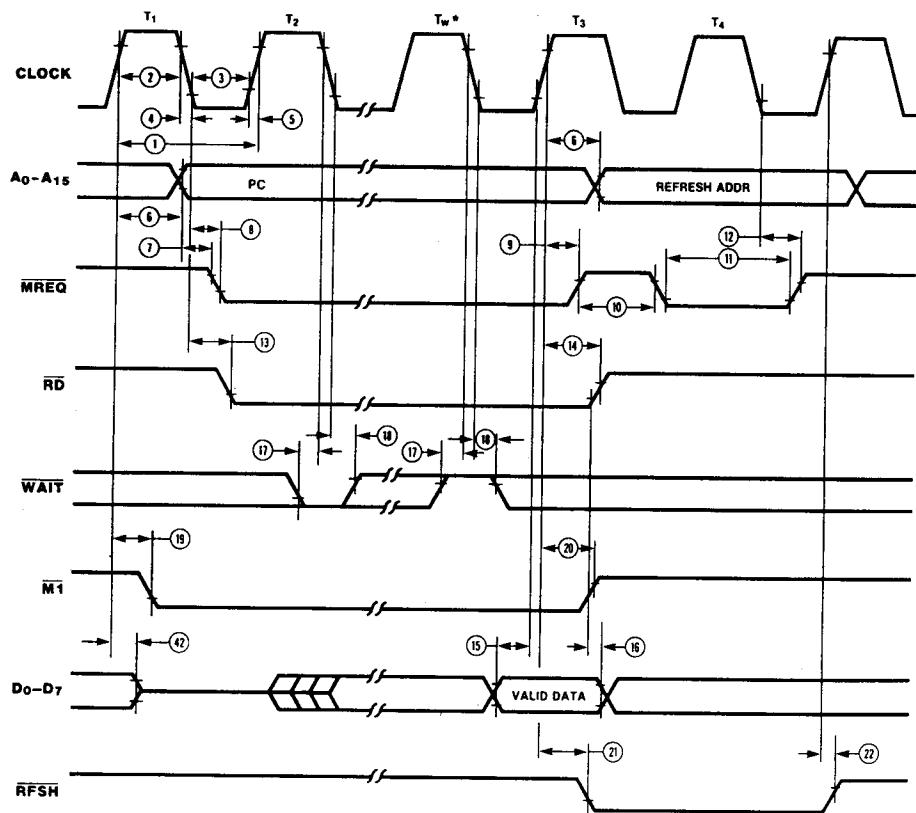 T1 T2 Tw* T3 T4
CLOCK
2 3
4 5
1 6
A0–A15 PC REFRESH ADDR
6 8
7 9 12
11
MREQ
10
13 14
RD
17 18 17 18
WAIT
19 20
M1
42 15 16
D0–D7 VALID DATA
21 22
RFSH